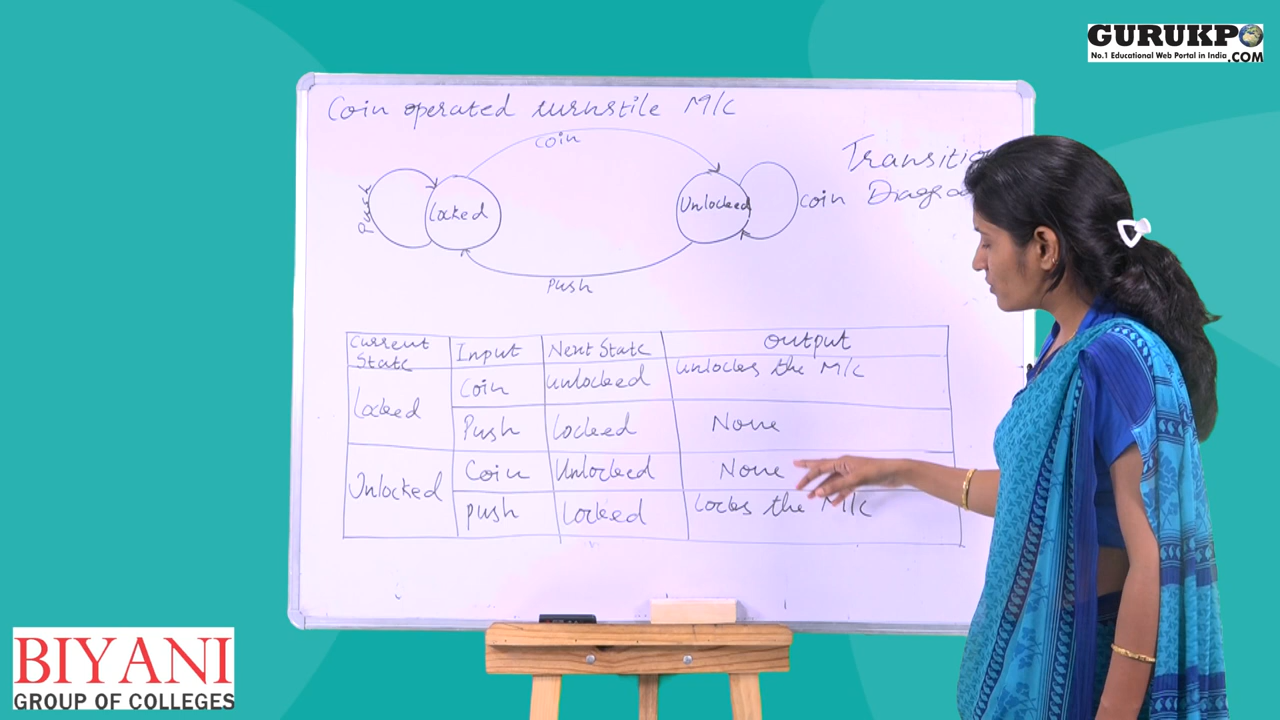 GURUKPO
No.1 Educational Web Portal in India .COM
Coin operated turnstile M/C
Transition
Diagra
coin
Push
Locked
Unlocked
coin
Push
Current State | Input | Next State | Output
Locked | Coin | unlocked | unlocks the M/C
Push | Locked | None
Unlocked | Coin | Unlocked | None
push | Locked | Locks the M/C
BIYANI
GROUP OF COLLEGES